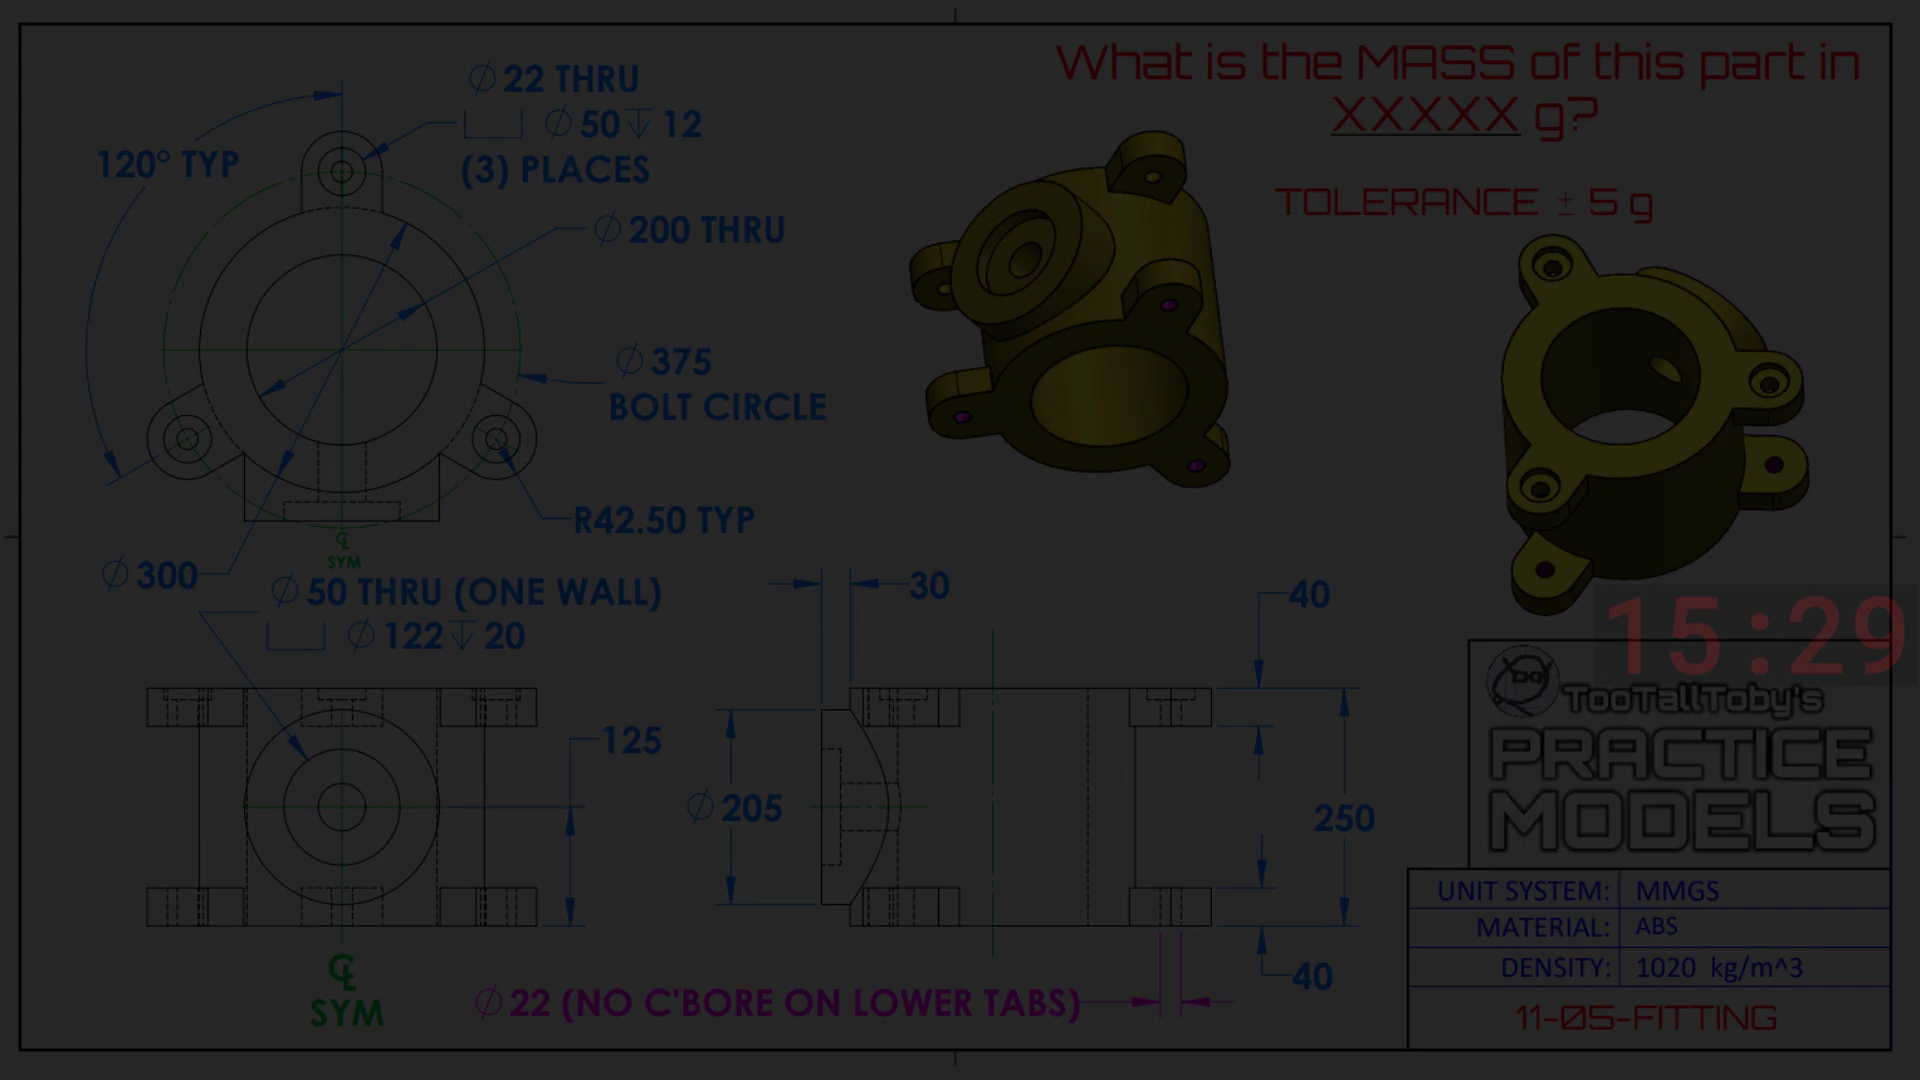 What is the MASS of this part in
XXXXX g?
TOLERANCE ± 5 g
∅ 22 THRU
⌴ ∅ 50 ↧ 12
(3) PLACES
120° TYP
∅ 200 THRU
∅ 375
BOLT CIRCLE
R42.50 TYP
℄
SYM
∅ 300
∅ 50 THRU (ONE WALL)
⌴ ∅ 122 ↧ 20
30
40
125
∅ 205
250
40
℄
SYM
∅ 22 (NO C'BORE ON LOWER TABS)
15:29
TooTallToby's
PRACTICE
MODELS
UNIT SYSTEM: MMGS
MATERIAL: ABS
DENSITY: 1020 kg/m^3
11-05-FITTING